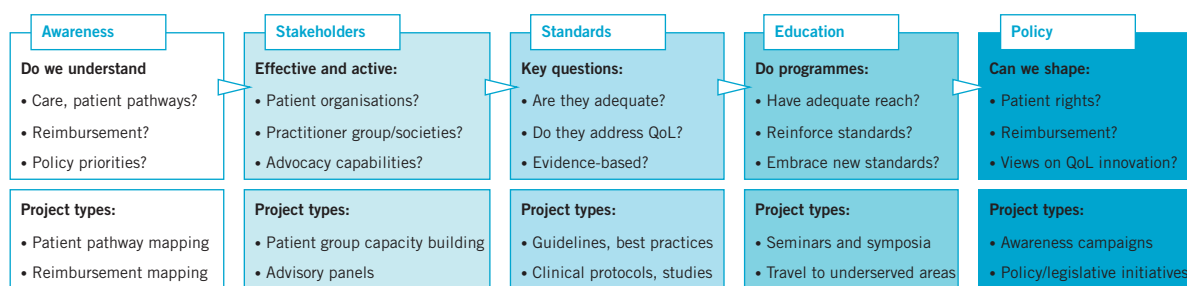 Awareness
Do we understand
• Care, patient pathways?
• Reimbursement?
• Policy priorities?
Project types:
• Patient pathway mapping
• Reimbursement mapping
Stakeholders
Effective and active:
• Patient organisations?
• Practitioner group/societies?
• Advocacy capabilities?
Project types:
• Patient group capacity building
• Advisory panels
Standards
Key questions:
• Are they adequate?
• Do they address QoL?
• Evidence-based?
Project types:
• Guidelines, best practices
• Clinical protocols, studies
Education
Do programmes:
• Have adequate reach?
• Reinforce standards?
• Embrace new standards?
Project types:
• Seminars and symposia
• Travel to underserved areas
Policy
Can we shape:
• Patient rights?
• Reimbursement?
• Views on QoL innovation?
Project types:
• Awareness campaigns
• Policy/legislative initiatives